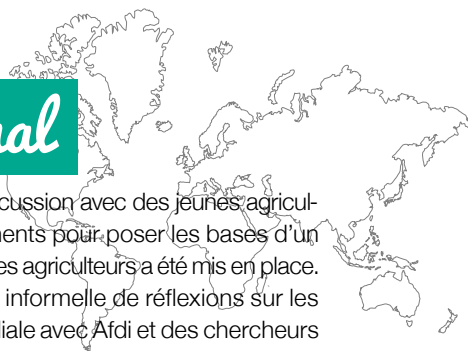 nal
cussion avec des jeunes agricul-
ments pour poser les bases d'un
es agriculteurs a été mis en place.
informelle de réflexions sur les
diale avec Afdi et des chercheurs